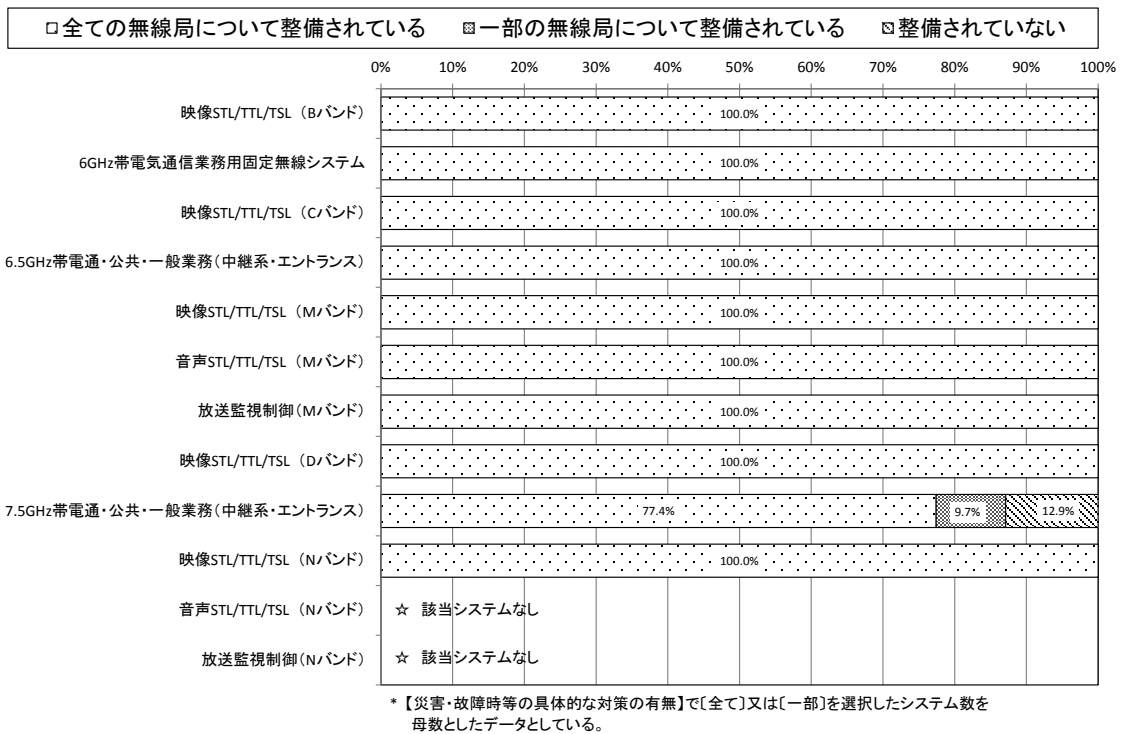 全ての無線局について整備されている 一部の無線局について整備されている 整備されていない
0% 10% 20% 30% 40% 50% 60% 70% 80% 90% 100%
映像STL/TTL/TSL（Bバンド） 100.0%
6GHz帯電気通信業務用固定無線システム 100.0%
映像STL/TTL/TSL（Cバンド） 100.0%
6.5GHz帯電通・公共・一般業務（中継系・エントランス） 100.0%
映像STL/TTL/TSL（Mバンド） 100.0%
音声STL/TTL/TSL（Mバンド） 100.0%
放送監視制御（Mバンド） 100.0%
映像STL/TTL/TSL（Dバンド） 100.0%
7.5GHz帯電通・公共・一般業務（中継系・エントランス） 77.4% 9.7% 12.9%
映像STL/TTL/TSL（Nバンド） 100.0%
音声STL/TTL/TSL（Nバンド） ☆ 該当システムなし
放送監視制御（Nバンド） ☆ 該当システムなし
* 【災害・故障時等の具体的な対策の有無】で〔全て〕又は〔一部〕を選択したシステム数を
母数としたデータとしている。